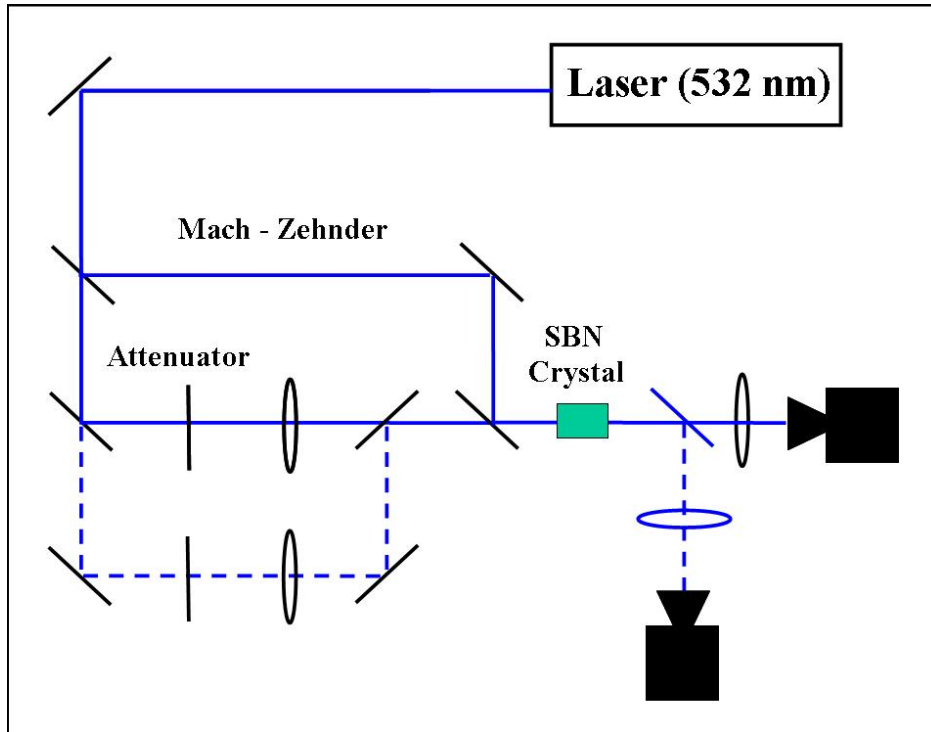 Laser (532 nm)
Mach - Zehnder
SBN
Crystal
Attenuator